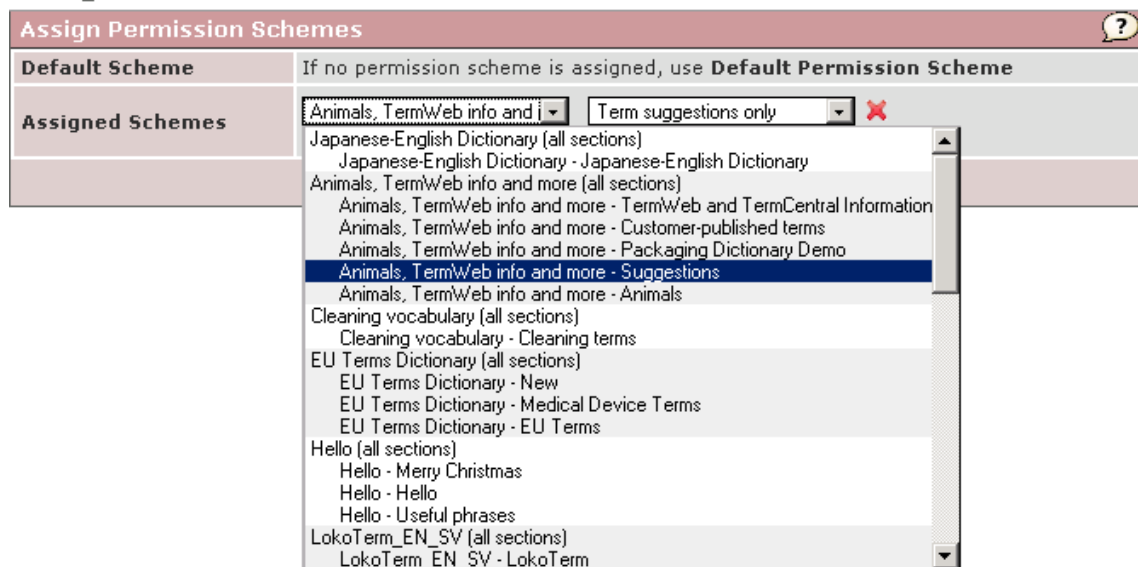 Assign Permission Schemes ?
Default Scheme If no permission scheme is assigned, use Default Permission Scheme
Assigned Schemes Animals, TermWeb info and Term suggestions only
Japanese-English Dictionary (all sections)
Japanese-English Dictionary - Japanese-English Dictionary
Animals, TermWeb info and more (all sections)
Animals, TermWeb info and more - TermWeb and TermCentral Information
Animals, TermWeb info and more - Customer-published terms
Animals, TermWeb info and more - Packaging Dictionary Demo
Animals, TermWeb info and more - Suggestions
Animals, TermWeb info and more - Animals
Cleaning vocabulary (all sections)
Cleaning vocabulary - Cleaning terms
EU Terms Dictionary (all sections)
EU Terms Dictionary - New
EU Terms Dictionary - Medical Device Terms
EU Terms Dictionary - EU Terms
Hello (all sections)
Hello - Merry Christmas
Hello - Hello
Hello - Useful phrases
LokoTerm_EN_SV (all sections)
LokoTerm_EN_SV - LokoTerm